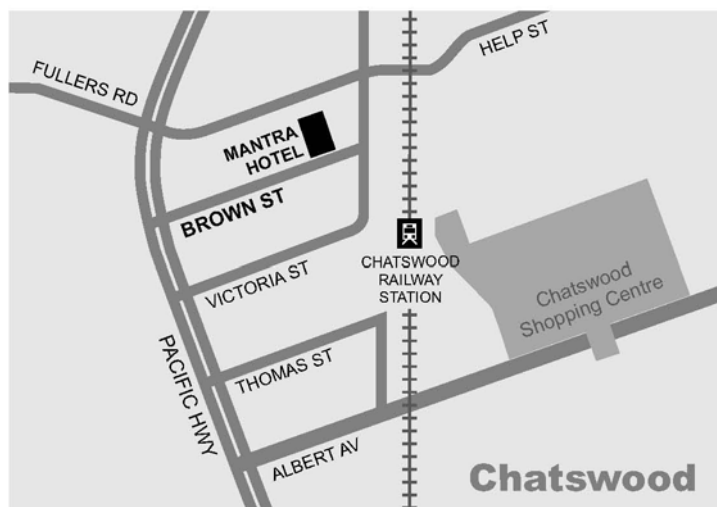 HELP ST
FULLERS RD
MANTRA
HOTEL
BROWN ST
CHATSWOOD
RAILWAY
STATION
VICTORIA ST
Chatswood
Shopping Centre
PACIFIC HWY
THOMAS ST
ALBERT AV
Chatswood